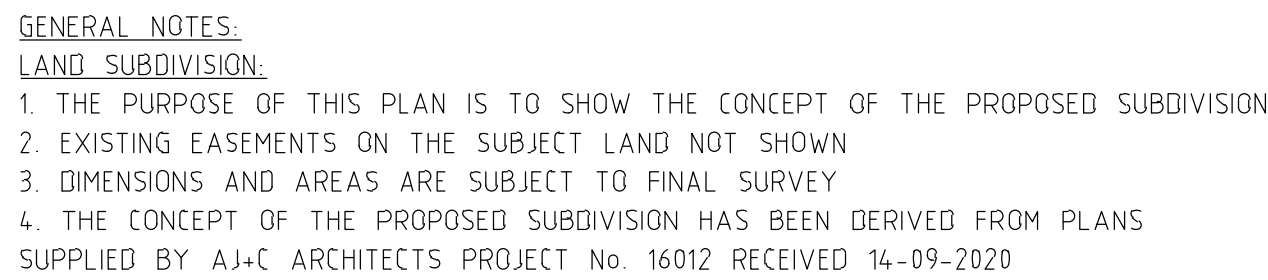 GENERAL NOTES:
LAND SUBDIVISION:
1. THE PURPOSE OF THIS PLAN IS TO SHOW THE CONCEPT OF THE PROPOSED SUBDIVISION
2. EXISTING EASEMENTS ON THE SUBJECT LAND NOT SHOWN
3. DIMENSIONS AND AREAS ARE SUBJECT TO FINAL SURVEY
4. THE CONCEPT OF THE PROPOSED SUBDIVISION HAS BEEN DERIVED FROM PLANS
SUPPLIED BY AJ+C ARCHITECTS PROJECT No. 16012 RECEIVED 14-09-2020